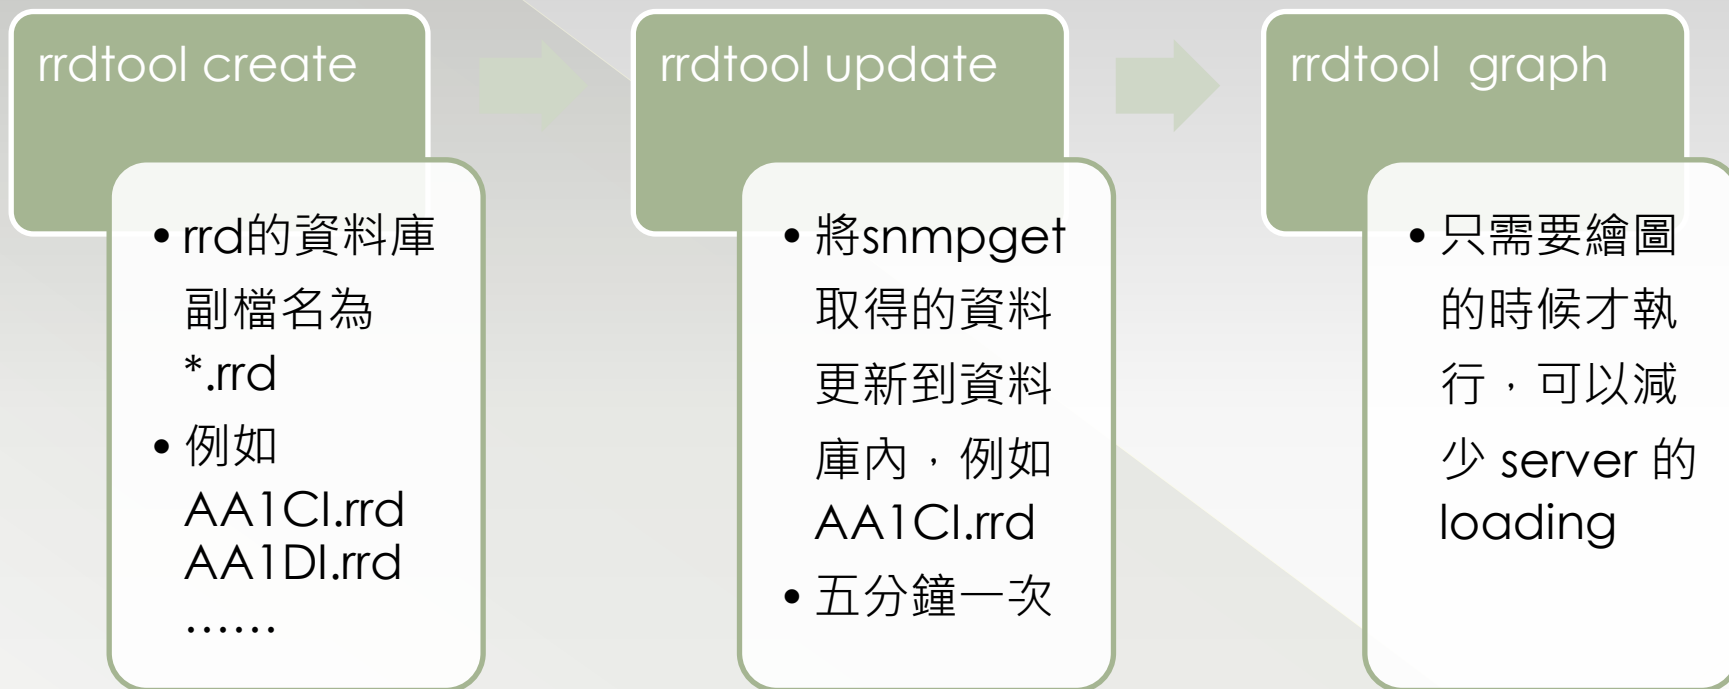 rrdtool create
• rrd的資料庫
副檔名為
*.rrd
• 例如
AA1CI.rrd
AA1DI.rrd
……
rrdtool update
• 將snmpget
取得的資料
更新到資料
庫內，例如
AA1CI.rrd
• 五分鐘一次
rrdtool graph
• 只需要繪圖
的時候才執
行，可以減
少 server 的
loading